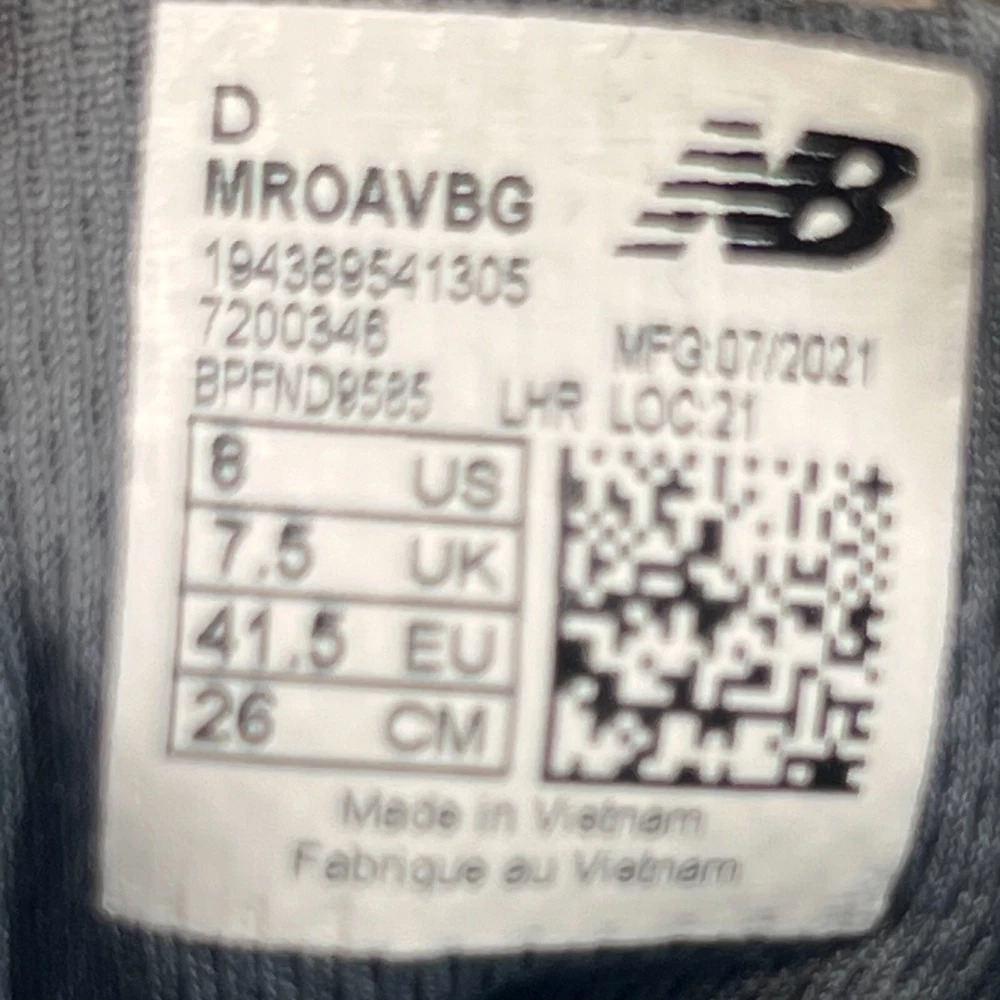 D
MROAVBG
NB
194389541305
7200346
MFG:07/2021
BPFND9585 LHR LOC:21
8 US
7.5 UK
41.5 EU
26 CM
Made in Vietnam
Fabrique au Vietnam